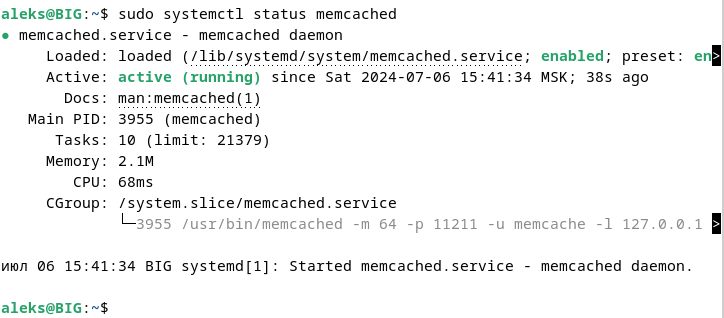 aleks@BIG:~$ sudo systemctl status memcached
● memcached.service - memcached daemon
Loaded: loaded (/lib/systemd/system/memcached.service; enabled; preset: en>
Active: active (running) since Sat 2024-07-06 15:41:34 MSK; 38s ago
Docs: man:memcached(1)
Main PID: 3955 (memcached)
Tasks: 10 (limit: 21379)
Memory: 2.1M
CPU: 68ms
CGroup: /system.slice/memcached.service
└─3955 /usr/bin/memcached -m 64 -p 11211 -u memcache -l 127.0.0.1 >
июл 06 15:41:34 BIG systemd[1]: Started memcached.service - memcached daemon.
aleks@BIG:~$